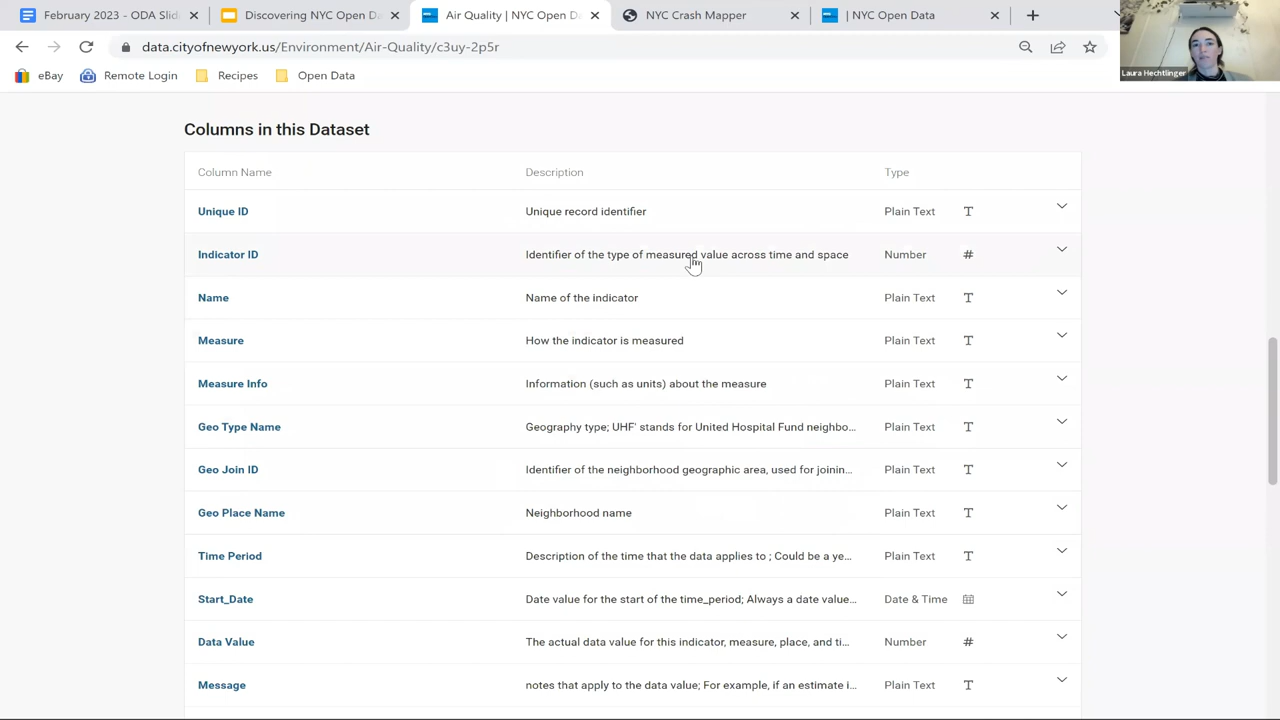 February 2023 - ODA Slid
Discovering NYC Open D
Air Quality | NYC Open D
NYC Crash Mapper
| NYC Open Data
data.cityofnewyork.us/Environment/Air-Quality/c3uy-2p5r
eBay
Remote Login
Recipes
Open Data
Laura Hechtlinger
Columns in this Dataset
Column Name Description Type
Unique ID Unique record identifier Plain Text T
Indicator ID Identifier of the type of measured value across time and space Number #
Name Name of the indicator Plain Text T
Measure How the indicator is measured Plain Text T
Measure Info Information (such as units) about the measure Plain Text T
Geo Type Name Geography type; UHF' stands for United Hospital Fund neighbo... Plain Text T
Geo Join ID Identifier of the neighborhood geographic area, used for joinin... Plain Text T
Geo Place Name Neighborhood name Plain Text T
Time Period Description of the time that the data applies to ; Could be a ye... Plain Text T
Start_Date Date value for the start of the time_period; Always a date value... Date & Time
Data Value The actual data value for this indicator, measure, place, and ti... Number #
Message notes that apply to the data value; For example, if an estimate i... Plain Text T